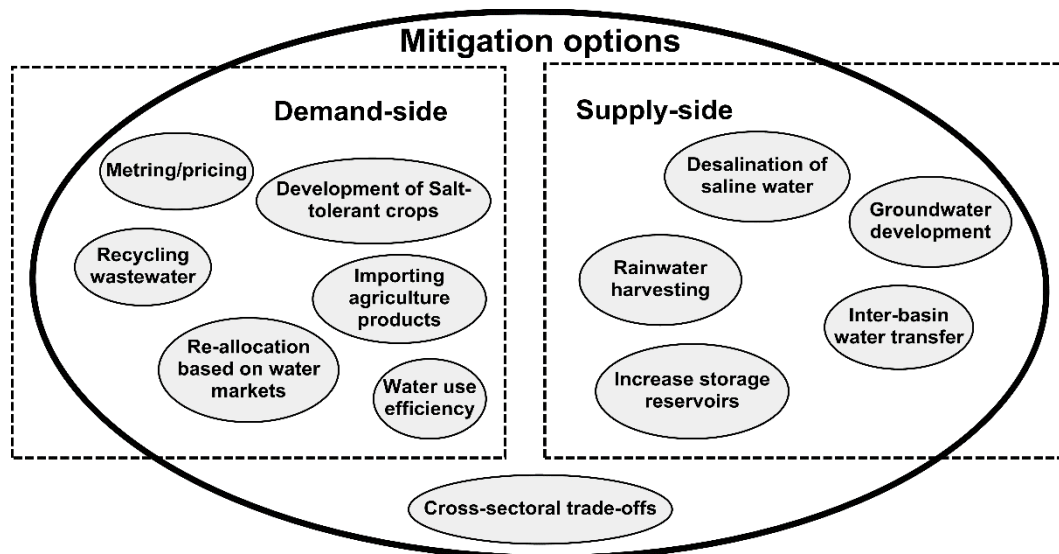 Mitigation options
Demand-side
Metring/pricing
Development of Salt-
tolerant crops
Recycling
wastewater
Importing
agriculture
products
Re-allocation
based on water
markets
Water use
efficiency
Supply-side
Desalination of
saline water
Groundwater
development
Rainwater
harvesting
Inter-basin
water transfer
Increase storage
reservoirs
Cross-sectoral trade-offs